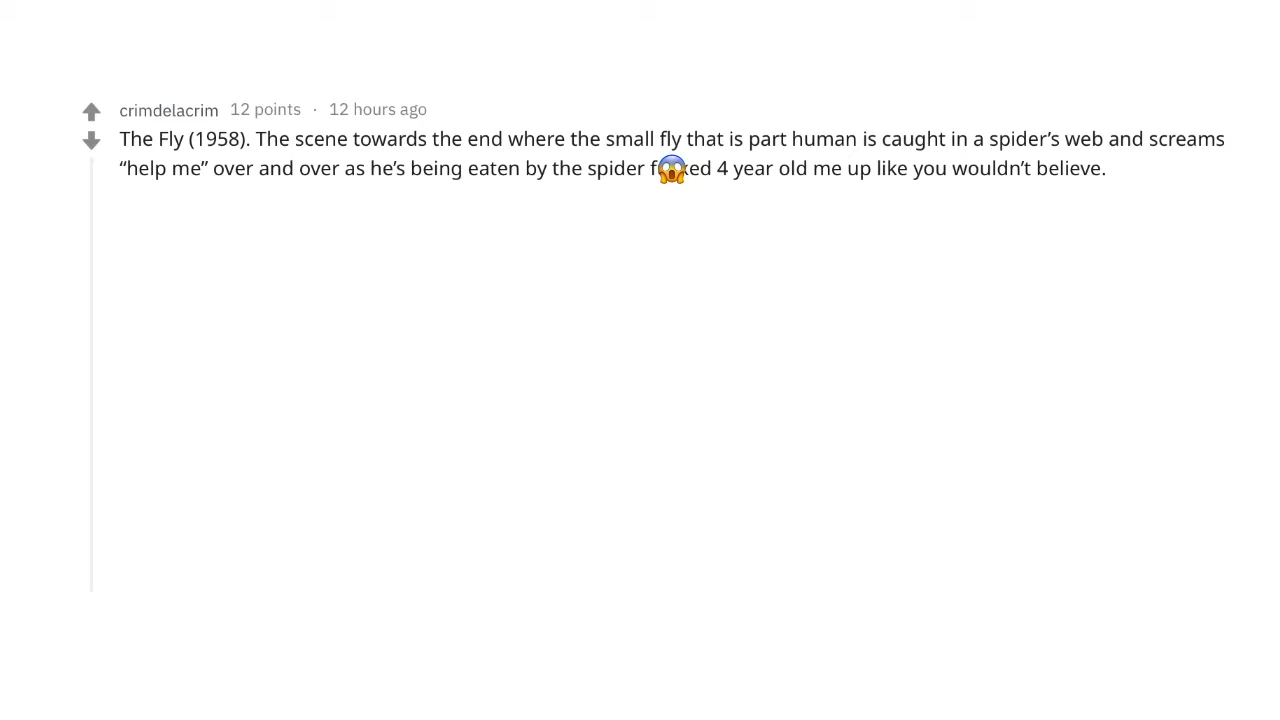 crimdelacrim 12 points · 12 hours ago
The Fly (1958). The scene towards the end where the small fly that is part human is caught in a spider’s web and screams
“help me” over and over as he’s being eaten by the spider f😱ked 4 year old me up like you wouldn’t believe.